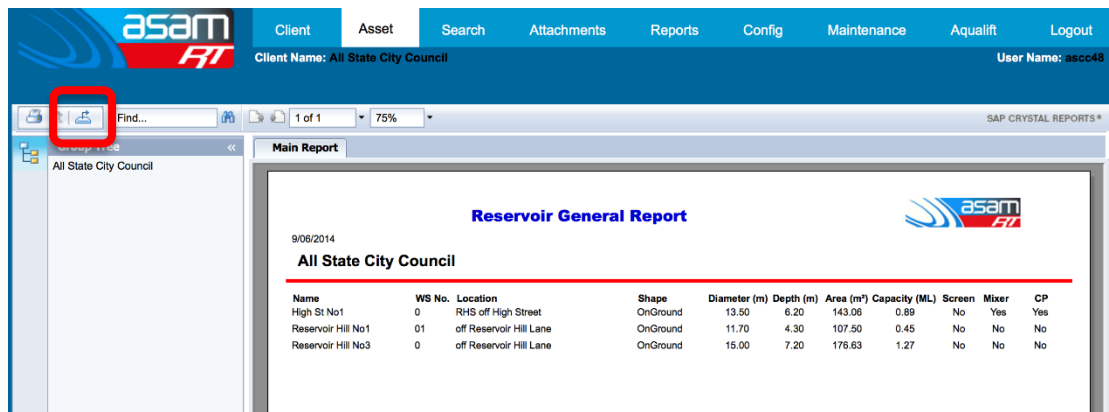 asam
RT
Client Asset Search Attachments Reports Config Maintenance Aqualift Logout
Client Name: All State City Council User Name: ascc48
Find... 1 of 1 75% SAP CRYSTAL REPORTS®
Group Tree Main Report
All State City Council
Reservoir General Report
asam
RT
9/06/2014
All State City Council
Name WS No. Location Shape Diameter (m) Depth (m) Area (m²) Capacity (ML) Screen Mixer CP
High St No1 0 RHS off High Street OnGround 13.50 6.20 143.06 0.89 No Yes Yes
Reservoir Hill No1 01 off Reservoir Hill Lane OnGround 11.70 4.30 107.50 0.45 No No No
Reservoir Hill No3 0 off Reservoir Hill Lane OnGround 15.00 7.20 176.63 1.27 No No No